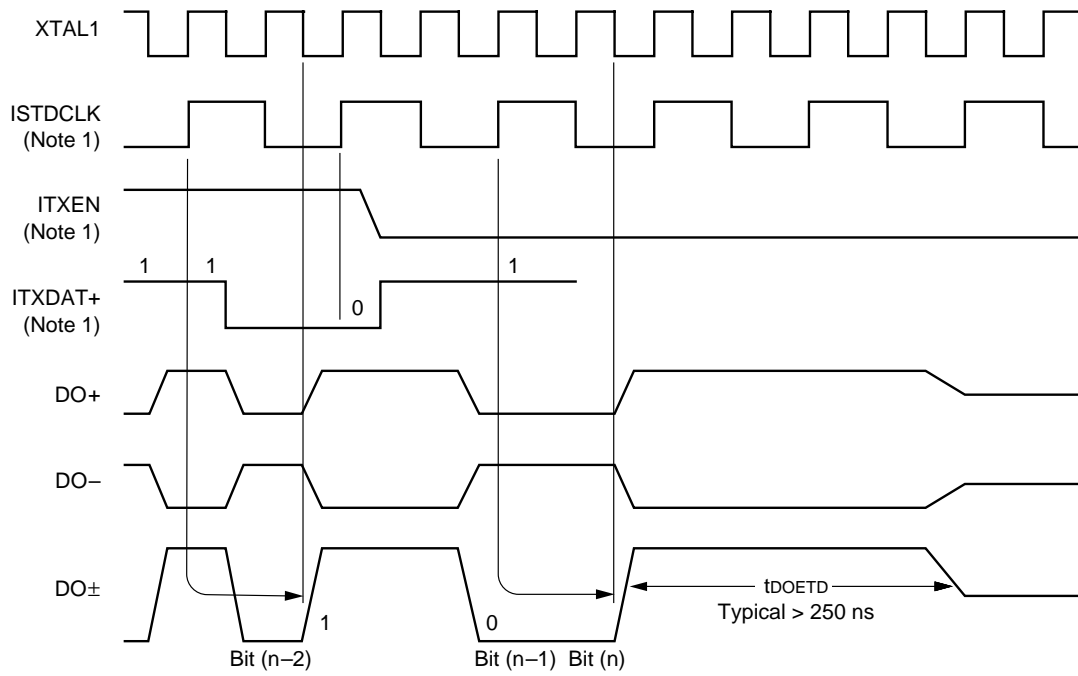 XTAL1
ISTDCLK
(Note 1)
ITXEN
(Note 1)
1 1 1
ITXDAT+
(Note 1)
0
DO+
DO–
DO±
tDOETD
Typical > 250 ns
1 0
Bit (n–2) Bit (n–1) Bit (n)